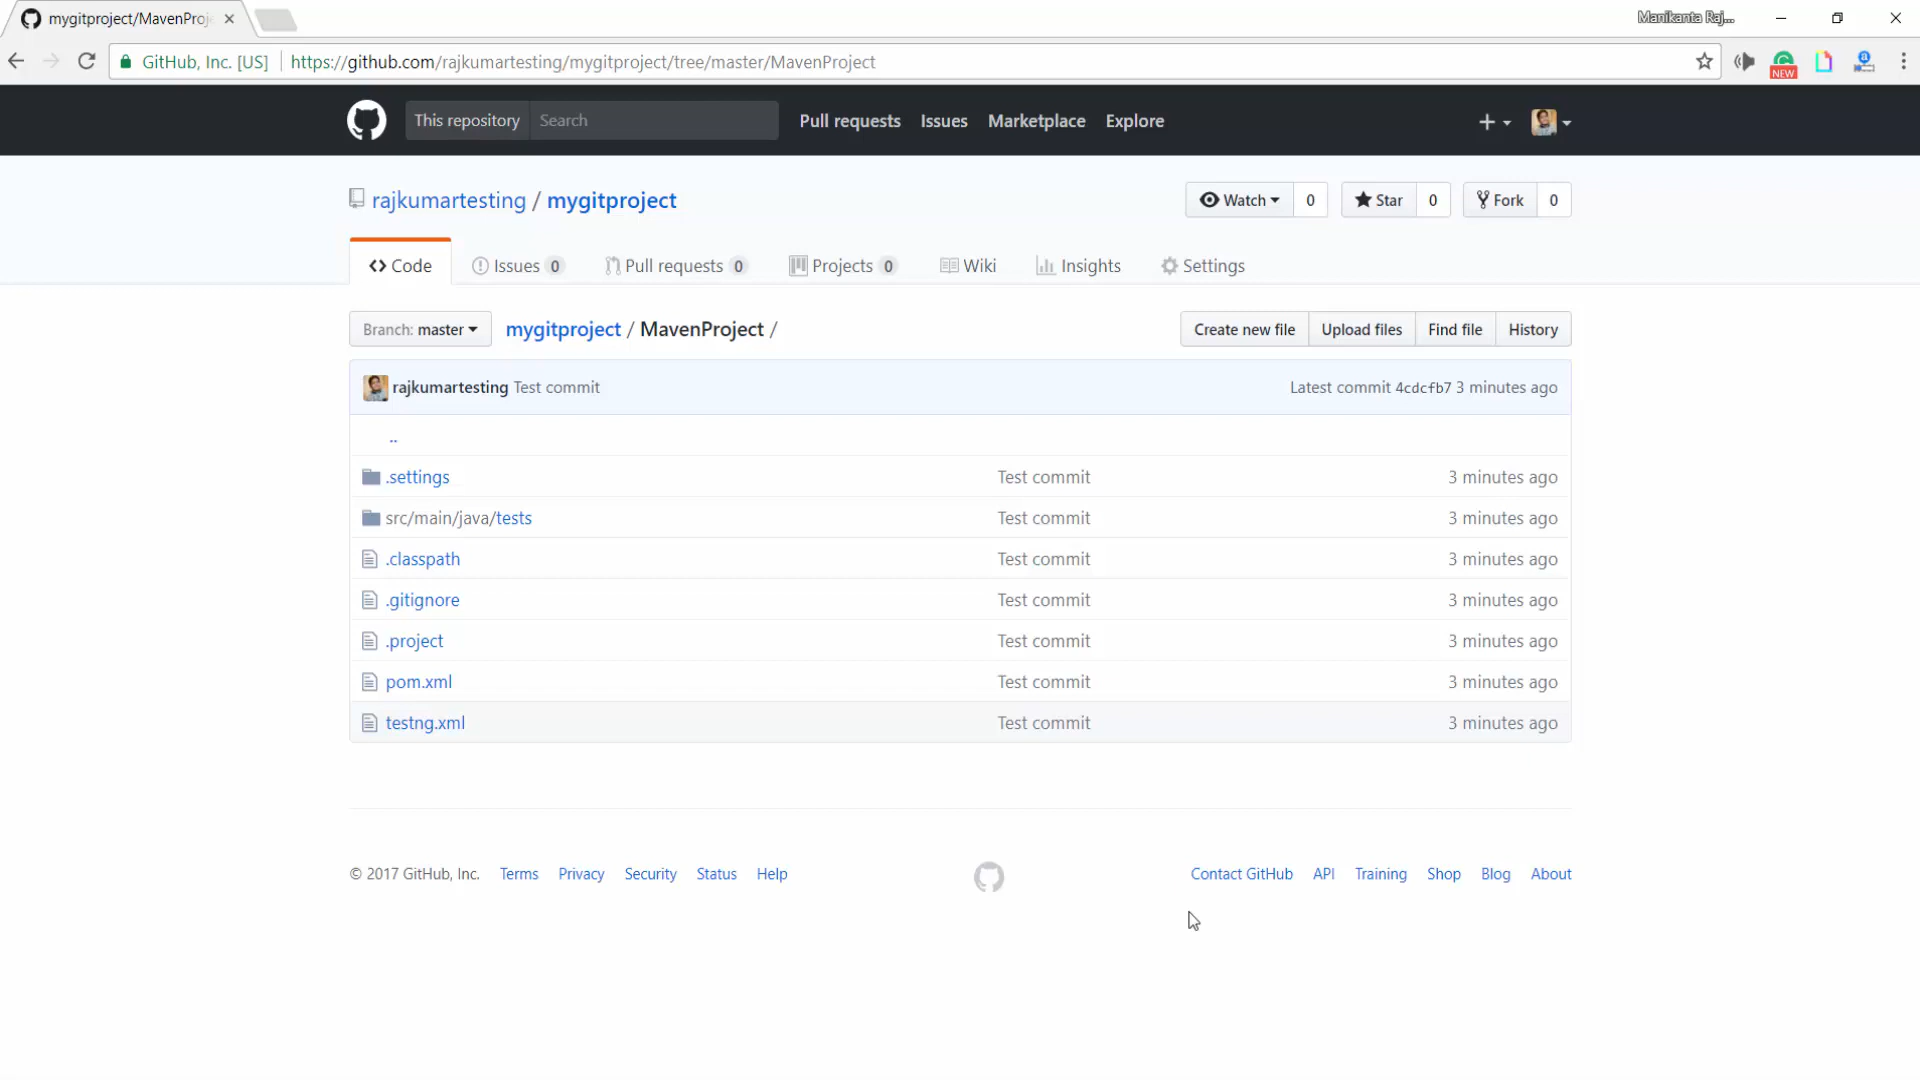 mygitproject/MavenProj
Manikanta Raj...
GitHub, Inc. [US] https://github.com/rajkumartesting/mygitproject/tree/master/MavenProject
NEW
This repository Search Pull requests Issues Marketplace Explore
rajkumartesting / mygitproject Watch 0 Star 0 Fork 0
Code Issues 0 Pull requests 0 Projects 0 Wiki Insights Settings
Branch: master mygitproject / MavenProject / Create new file Upload files Find file History
rajkumartesting Test commit Latest commit 4cdcfb7 3 minutes ago
..
.settings Test commit 3 minutes ago
src/main/java/tests Test commit 3 minutes ago
.classpath Test commit 3 minutes ago
.gitignore Test commit 3 minutes ago
.project Test commit 3 minutes ago
pom.xml Test commit 3 minutes ago
testng.xml Test commit 3 minutes ago
© 2017 GitHub, Inc. Terms Privacy Security Status Help Contact GitHub API Training Shop Blog About